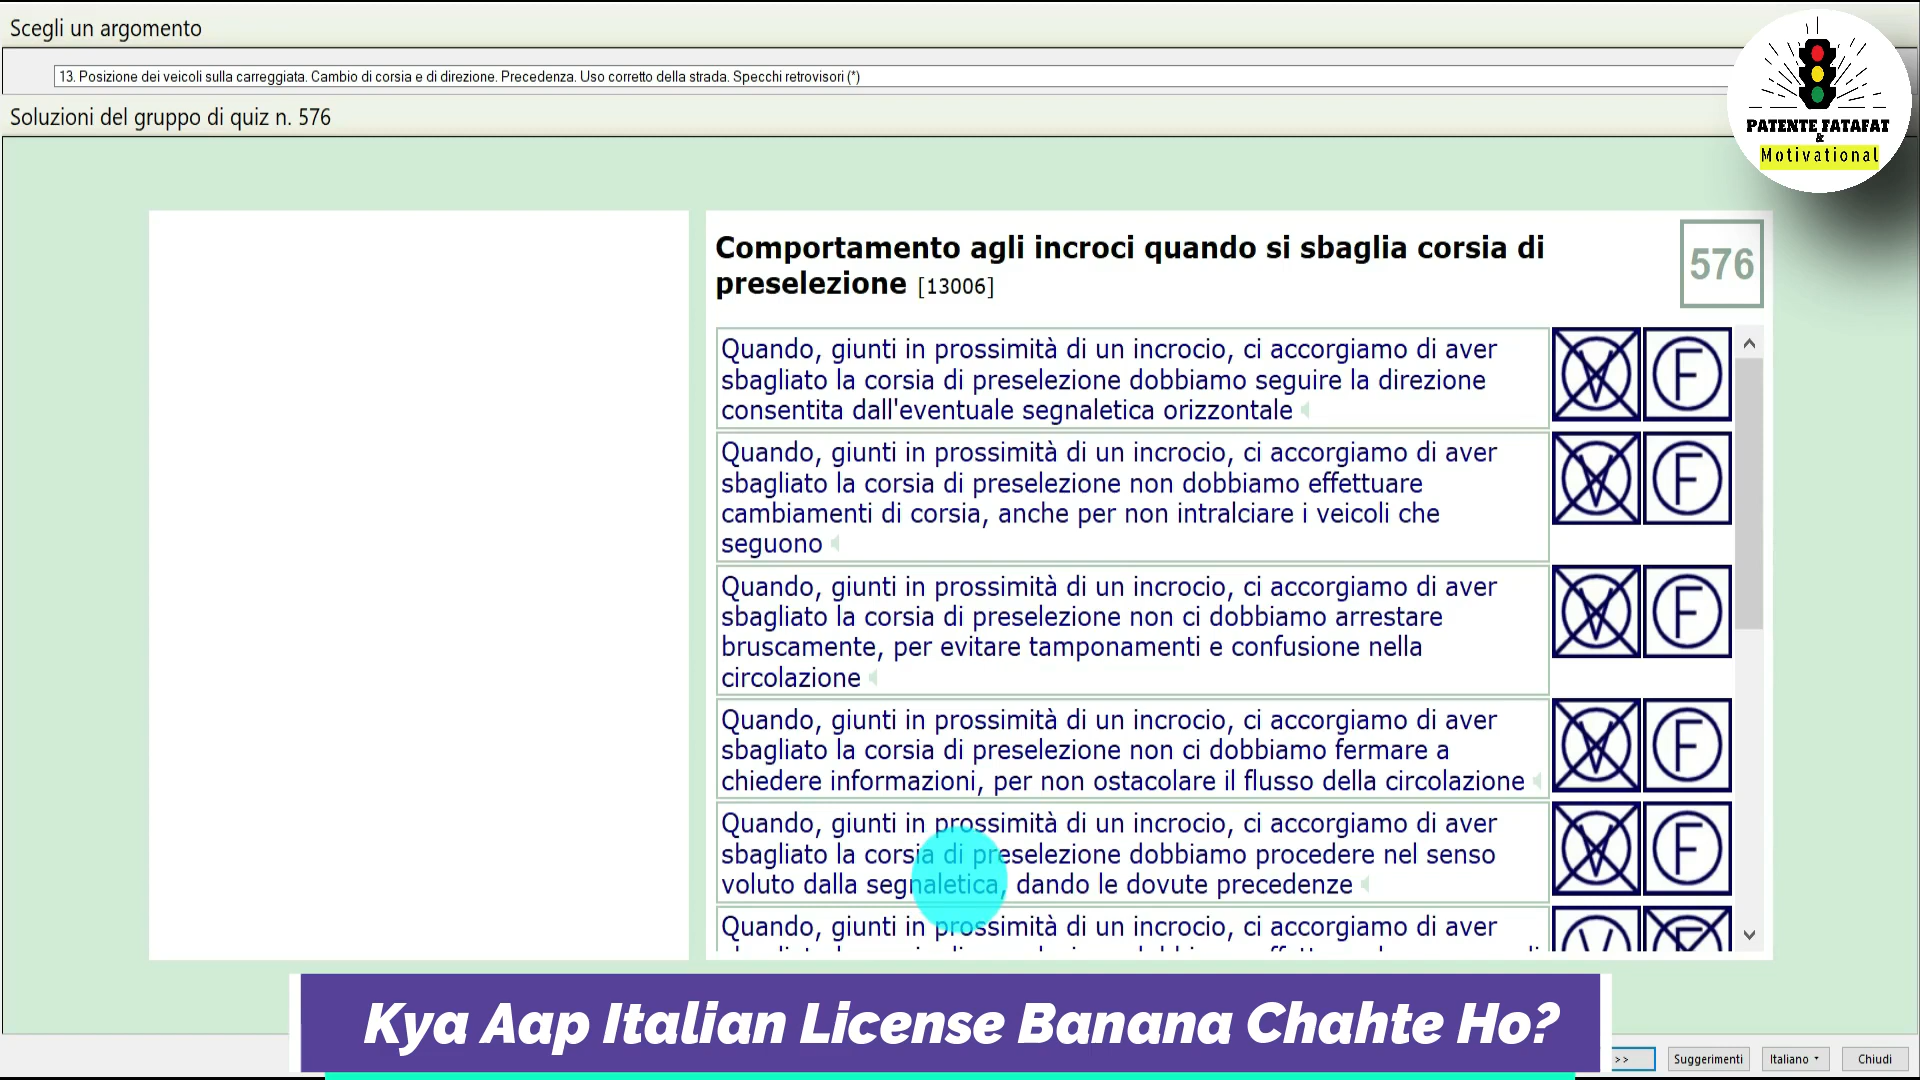 Scegli un argomento
13. Posizione dei veicoli sulla carreggiata. Cambio di corsia e di direzione. Precedenza. Uso corretto della strada. Specchi retrovisori (*)
PATENTE FATAFAT
&
Motivational
Soluzioni del gruppo di quiz n. 576
Comportamento agli incroci quando si sbaglia corsia di
preselezione [13006]
576
Quando, giunti in prossimità di un incrocio, ci accorgiamo di aver
sbagliato la corsia di preselezione dobbiamo seguire la direzione
consentita dall'eventuale segnaletica orizzontale
V F
Quando, giunti in prossimità di un incrocio, ci accorgiamo di aver
sbagliato la corsia di preselezione non dobbiamo effettuare
cambiamenti di corsia, anche per non intralciare i veicoli che
seguono
V F
Quando, giunti in prossimità di un incrocio, ci accorgiamo di aver
sbagliato la corsia di preselezione non ci dobbiamo arrestare
bruscamente, per evitare tamponamenti e confusione nella
circolazione
V F
Quando, giunti in prossimità di un incrocio, ci accorgiamo di aver
sbagliato la corsia di preselezione non ci dobbiamo fermare a
chiedere informazioni, per non ostacolare il flusso della circolazione
V F
Quando, giunti in prossimità di un incrocio, ci accorgiamo di aver
sbagliato la corsia di preselezione dobbiamo procedere nel senso
voluto dalla segnaletica, dando le dovute precedenze
V F
Quando, giunti in prossimità di un incrocio, ci accorgiamo di aver
V F
Kya Aap Italian License Banana Chahte Ho?
>> Suggerimenti Italiano Chiudi